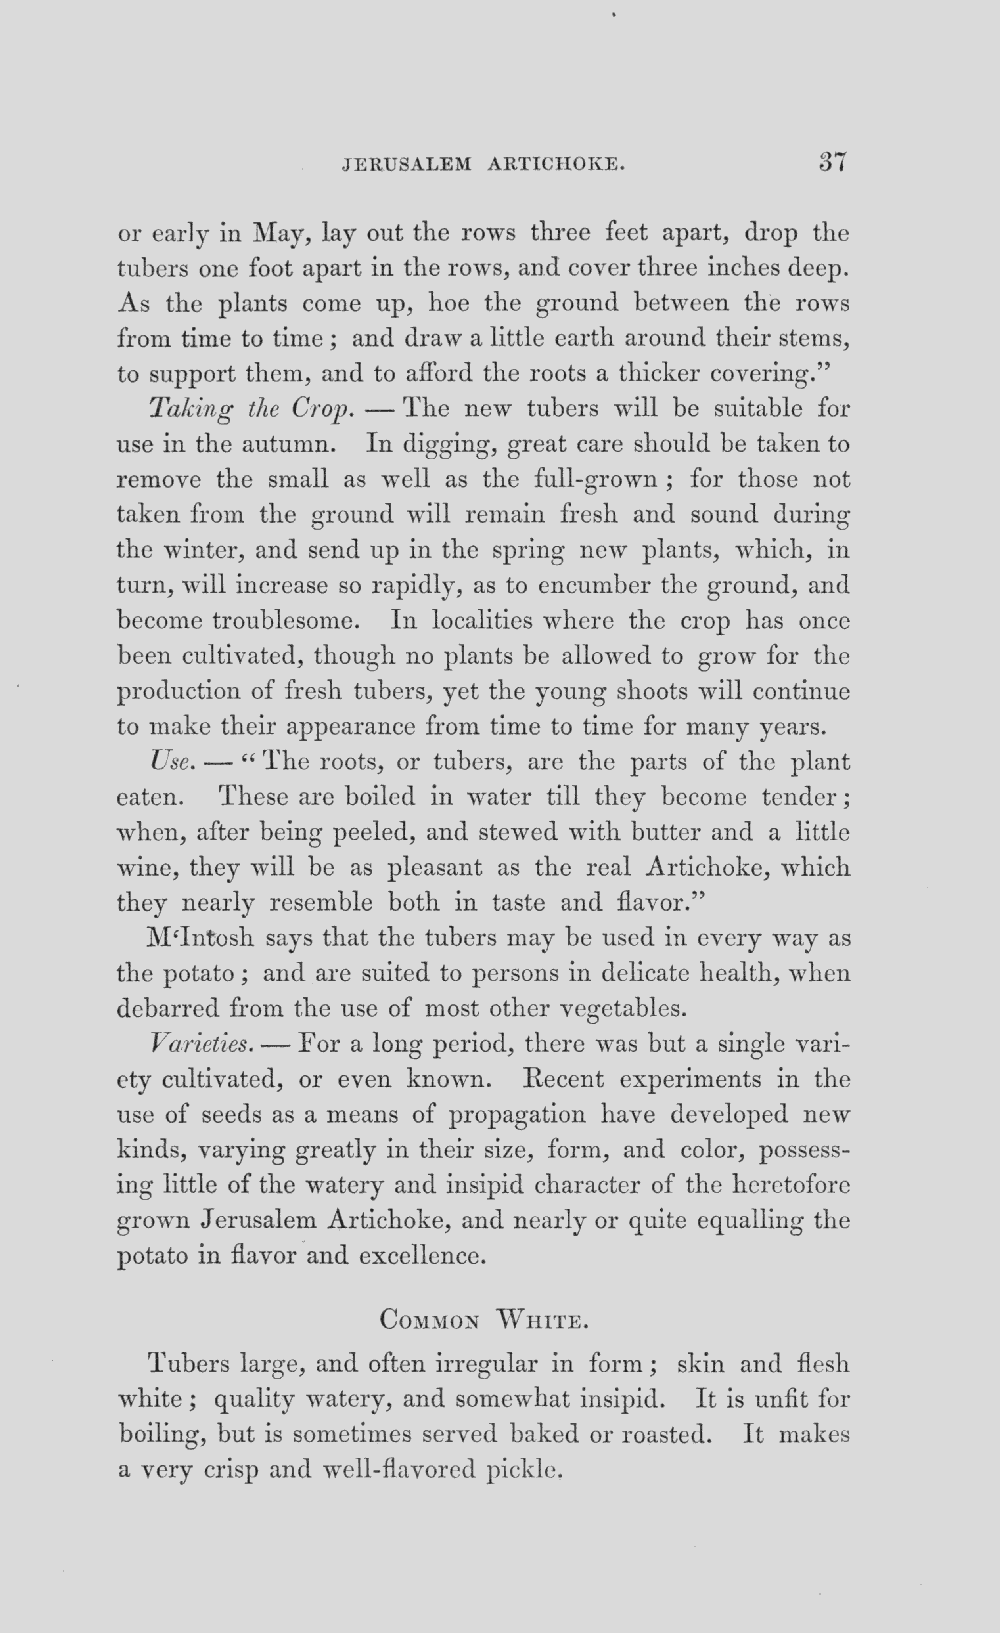 JERUSALEM ARTICHOKE. 37
or early in May, lay out the rows three feet apart, drop the
tubers one foot apart in the rows, and cover three inches deep.
As the plants come up, hoe the ground between the rows
from time to time; and draw a little earth around their stems,
to support them, and to afford the roots a thicker covering.”
Taking the Crop. — The new tubers will be suitable for
use in the autumn. In digging, great care should be taken to
remove the small as well as the full-grown; for those not
taken from the ground will remain fresh and sound during
the winter, and send up in the spring new plants, which, in
turn, will increase so rapidly, as to encumber the ground, and
become troublesome. In localities where the crop has once
been cultivated, though no plants be allowed to grow for the
production of fresh tubers, yet the young shoots will continue
to make their appearance from time to time for many years.
Use. — “The roots, or tubers, are the parts of the plant
eaten. These are boiled in water till they become tender;
when, after being peeled, and stewed with butter and a little
wine, they will be as pleasant as the real Artichoke, which
they nearly resemble both in taste and flavor.”
M‘Intosh says that the tubers may be used in every way as
the potato; and are suited to persons in delicate health, when
debarred from the use of most other vegetables.
Varieties. — For a long period, there was but a single vari-
ety cultivated, or even known. Recent experiments in the
use of seeds as a means of propagation have developed new
kinds, varying greatly in their size, form, and color, possess-
ing little of the watery and insipid character of the heretofore
grown Jerusalem Artichoke, and nearly or quite equalling the
potato in flavor and excellence.
COMMON WHITE.
Tubers large, and often irregular in form; skin and flesh
white; quality watery, and somewhat insipid. It is unfit for
boiling, but is sometimes served baked or roasted. It makes
a very crisp and well-flavored pickle.